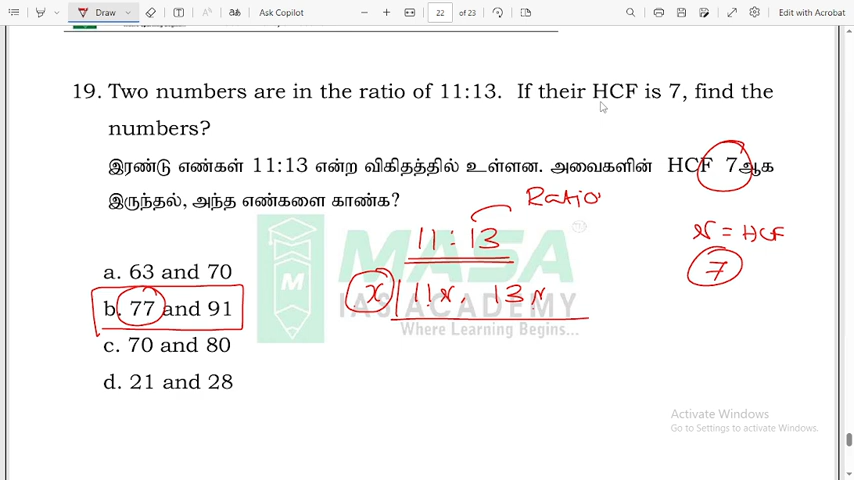 Draw
Ask Copilot
22 of 23
Edit with Acrobat
19. Two numbers are in the ratio of 11:13. If their HCF is 7, find the
numbers?
இரண்டு எண்கள் 11:13 என்ற விகிதத்தில் உள்ளன. அவைகளின் HCF 7ஆக
இருந்தல், அந்த எண்களை காண்க?
Ratio
11:13
x = HCF
7
a. 63 and 70
b. 77 and 91
x | 11x, 13x
c. 70 and 80
d. 21 and 28
MASA
IAS ACADEMY
Where Learning Begins...
Activate Windows
Go to Settings to activate Windows.